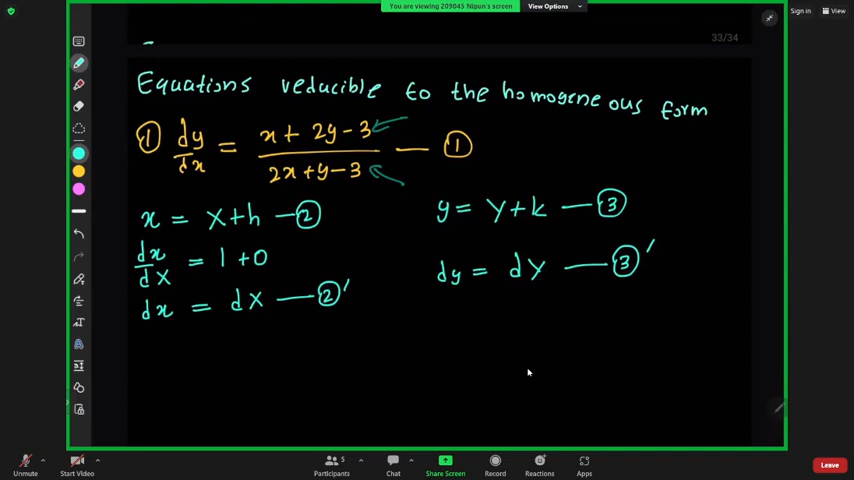 You are viewing 209045 Nipun's screen View Options
Sign in View
33/34
Equations reducible to the homogeneous form
① dy/dx = x + 2y - 3 / 2x + y - 3 — ①
x = X + h — ② y = Y + k — ③
dx/dX = 1 + 0 dy = dY — ③'
dx = dX — ②'
Unmute Start Video Participants 5 Chat Share Screen Record Reactions Apps Leave